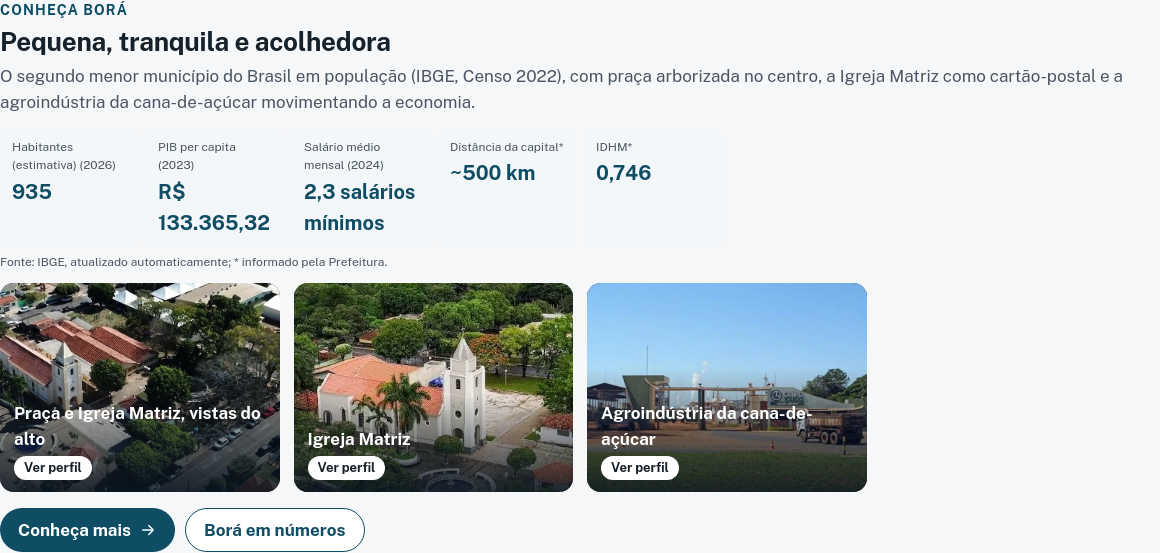 CONHEÇA BORÁ
Pequena, tranquila e acolhedora
O segundo menor município do Brasil em população (IBGE, Censo 2022), com praça arborizada no centro, a Igreja Matriz como cartão-postal e a
agroindústria da cana-de-açúcar movimentando a economia.
Habitantes
(estimativa) (2026)
935
PIB per capita
(2023)
R$
133.365,32
Salário médio
mensal (2024)
2,3 salários
mínimos
Distância da capital*
~500 km
IDHM*
0,746
Fonte: IBGE, atualizado automaticamente; * informado pela Prefeitura.
Praça e Igreja Matriz, vistas do
alto
Ver perfil
Igreja Matriz
Ver perfil
Agroindústria da cana-de-
açúcar
Ver perfil
Conheça mais →
Borá em números